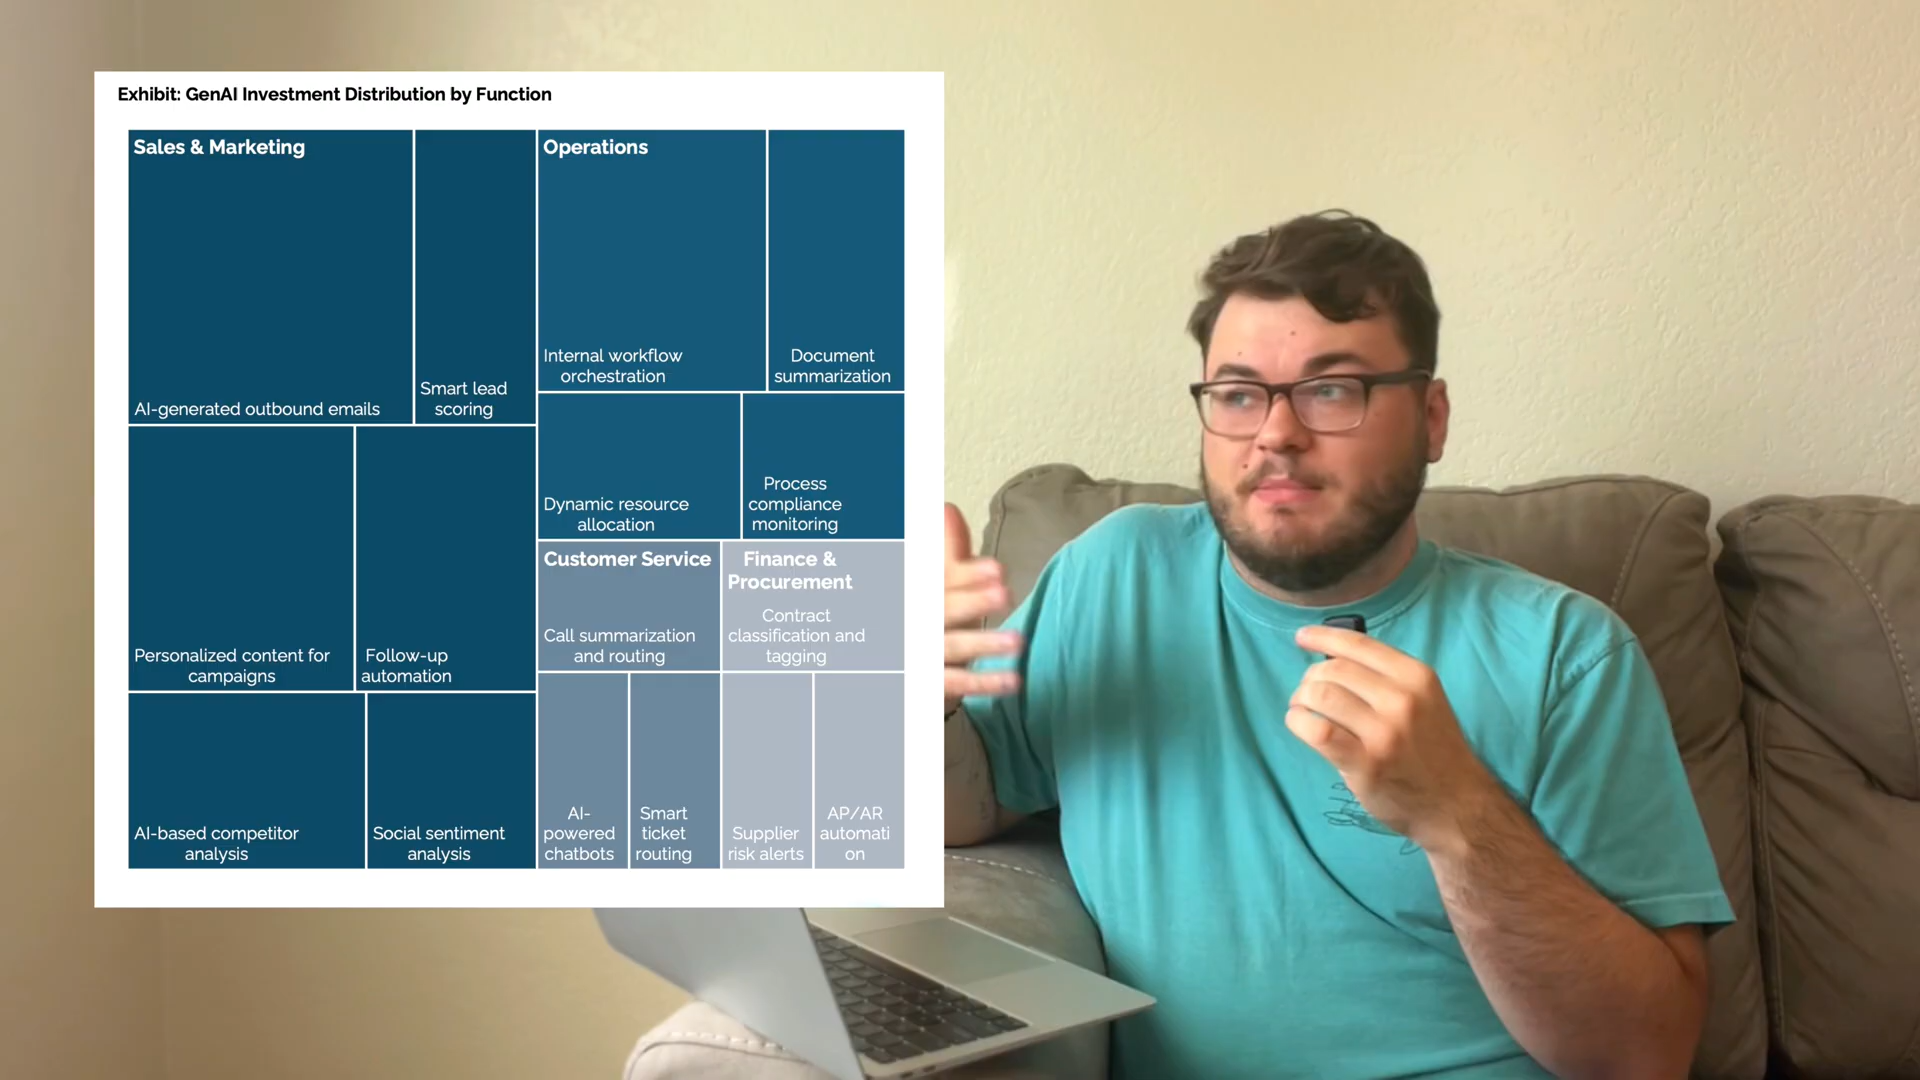 Exhibit: GenAI Investment Distribution by Function
Sales & Marketing
AI-generated outbound emails
Smart lead
scoring
Personalized content for
campaigns
Follow-up
automation
AI-based competitor
analysis
Social sentiment
analysis
Operations
Internal workflow
orchestration
Document
summarization
Dynamic resource
allocation
Process
compliance
monitoring
Customer Service
Call summarization
and routing
AI-
powered
chatbots
Smart
ticket
routing
Finance &
Procurement
Contract
classification and
tagging
Supplier
risk alerts
AP/AR
automati
on